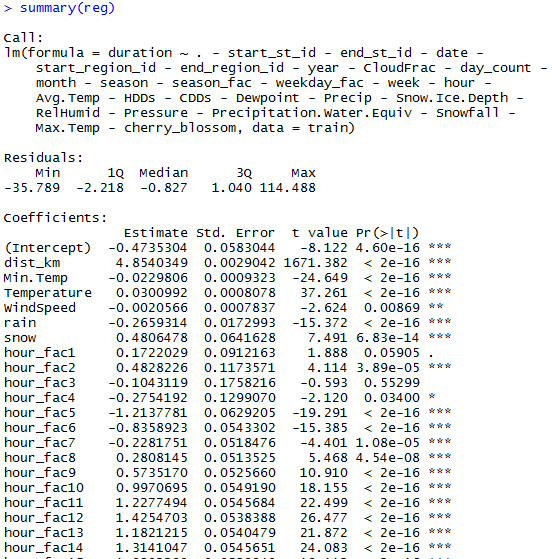 > summary(reg)
Call:
lm(formula = duration ~ . - start_st_id - end_st_id - date -
start_region_id - end_region_id - year - CloudFrac - day_count -
month - season - season_fac - weekday_fac - week - hour -
Avg.Temp - HDDs - CDDs - Dewpoint - Precip - Snow.Ice.Depth -
RelHumid - Pressure - Precipitation.Water.Equiv - Snowfall -
Max.Temp - cherry_blossom, data = train)
Residuals:
Min 1Q Median 3Q Max
-35.789 -2.218 -0.827 1.040 114.488
Coefficients:
Estimate Std. Error t value Pr(>|t|)
(Intercept) -0.4735304 0.0583044 -8.122 4.60e-16 ***
dist_km 4.8540349 0.0029042 1671.382 < 2e-16 ***
Min.Temp -0.0229806 0.0009323 -24.649 < 2e-16 ***
Temperature 0.0300992 0.0008078 37.261 < 2e-16 ***
WindSpeed -0.0020566 0.0007837 -2.624 0.00869 **
rain -0.2659314 0.0172993 -15.372 < 2e-16 ***
snow 0.4806478 0.0641628 7.491 6.83e-14 ***
hour_fac1 0.1722029 0.0912163 1.888 0.05905 .
hour_fac2 0.4828226 0.1173571 4.114 3.89e-05 ***
hour_fac3 -0.1043119 0.1758216 -0.593 0.55299
hour_fac4 -0.2754192 0.1299070 -2.120 0.03400 *
hour_fac5 -1.2137781 0.0629205 -19.291 < 2e-16 ***
hour_fac6 -0.8358923 0.0543302 -15.385 < 2e-16 ***
hour_fac7 -0.2281751 0.0518476 -4.401 1.08e-05 ***
hour_fac8 0.2808145 0.0513525 5.468 4.54e-08 ***
hour_fac9 0.5735170 0.0525660 10.910 < 2e-16 ***
hour_fac10 0.9970695 0.0549190 18.155 < 2e-16 ***
hour_fac11 1.2277494 0.0545684 22.499 < 2e-16 ***
hour_fac12 1.4254703 0.0538388 26.477 < 2e-16 ***
hour_fac13 1.1821215 0.0540479 21.872 < 2e-16 ***
hour_fac14 1.3141047 0.0545651 24.083 < 2e-16 ***